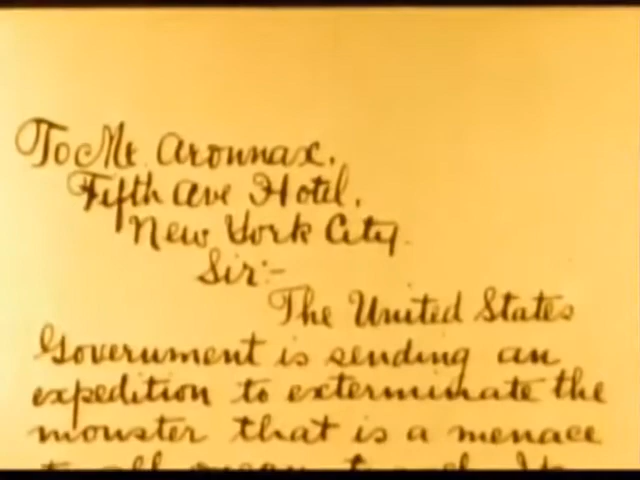 To Mr. Aronnax.
Fifth Ave Hotel.
New York City.
Sir:-
The United States
Government is sending an
expedition to exterminate the
monster that is a menace